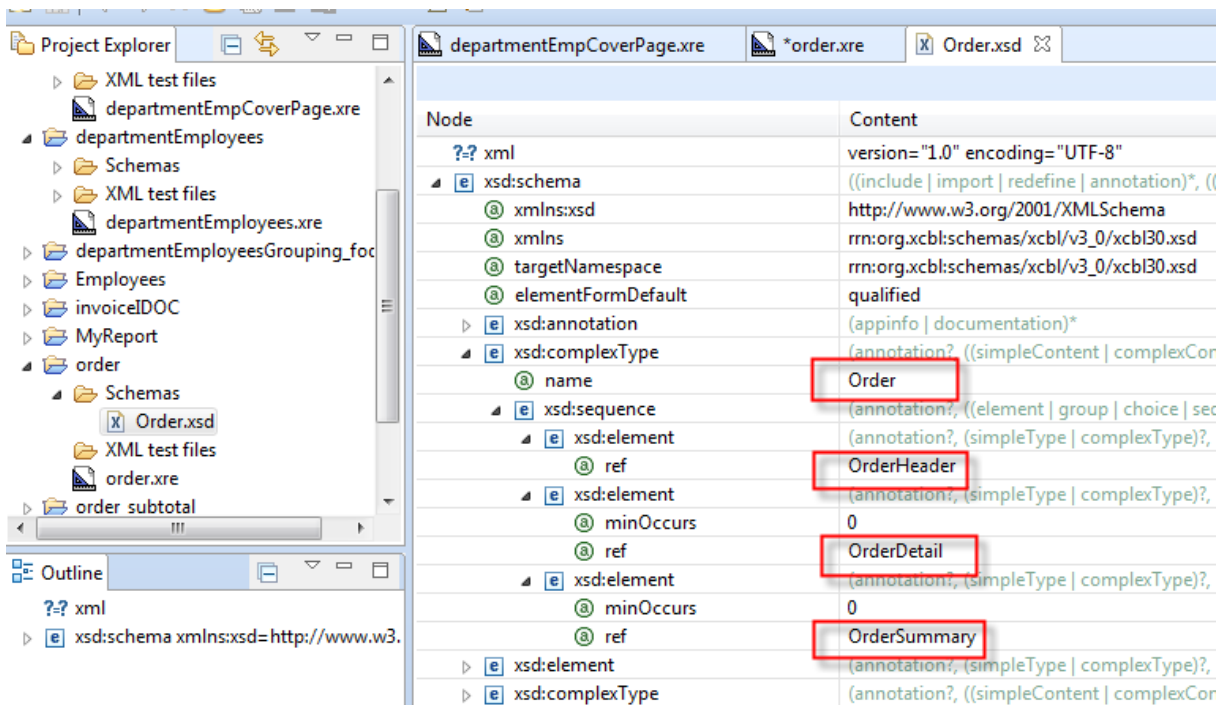 Project Explorer
XML test files
departmentEmpCoverPage.xre
departmentEmployees
Schemas
XML test files
departmentEmployees.xre
departmentEmployeesGrouping_foc
Employees
invoiceIDOC
MyReport
order
Schemas
Order.xsd
XML test files
order.xre
order subtotal
Outline
?=? xml
e xsd:schema xmlns:xsd=http://www.w3.
departmentEmpCoverPage.xre *order.xre Order.xsd
Node Content
?=? xml version="1.0" encoding="UTF-8"
e xsd:schema ((include | import | redefine | annotation)*, ((
a xmlns:xsd http://www.w3.org/2001/XMLSchema
a xmlns rrn:org.xcbl:schemas/xcbl/v3_0/xcbl30.xsd
a targetNamespace rrn:org.xcbl:schemas/xcbl/v3_0/xcbl30.xsd
a elementFormDefault qualified
e xsd:annotation (appinfo | documentation)*
e xsd:complexType (annotation?, ((simpleContent | complexCon
a name Order
e xsd:sequence (annotation?, ((element | group | choice | sec
e xsd:element (annotation?, (simpleType | complexType)?,
a ref OrderHeader
e xsd:element (annotation?, (simpleType | complexType)?,
a minOccurs 0
a ref OrderDetail
e xsd:element (annotation?, (simpleType | complexType)?,
a minOccurs 0
a ref OrderSummary
e xsd:element (annotation?, (simpleType | complexType)?,
e xsd:complexType (annotation?, ((simpleContent | complexCon